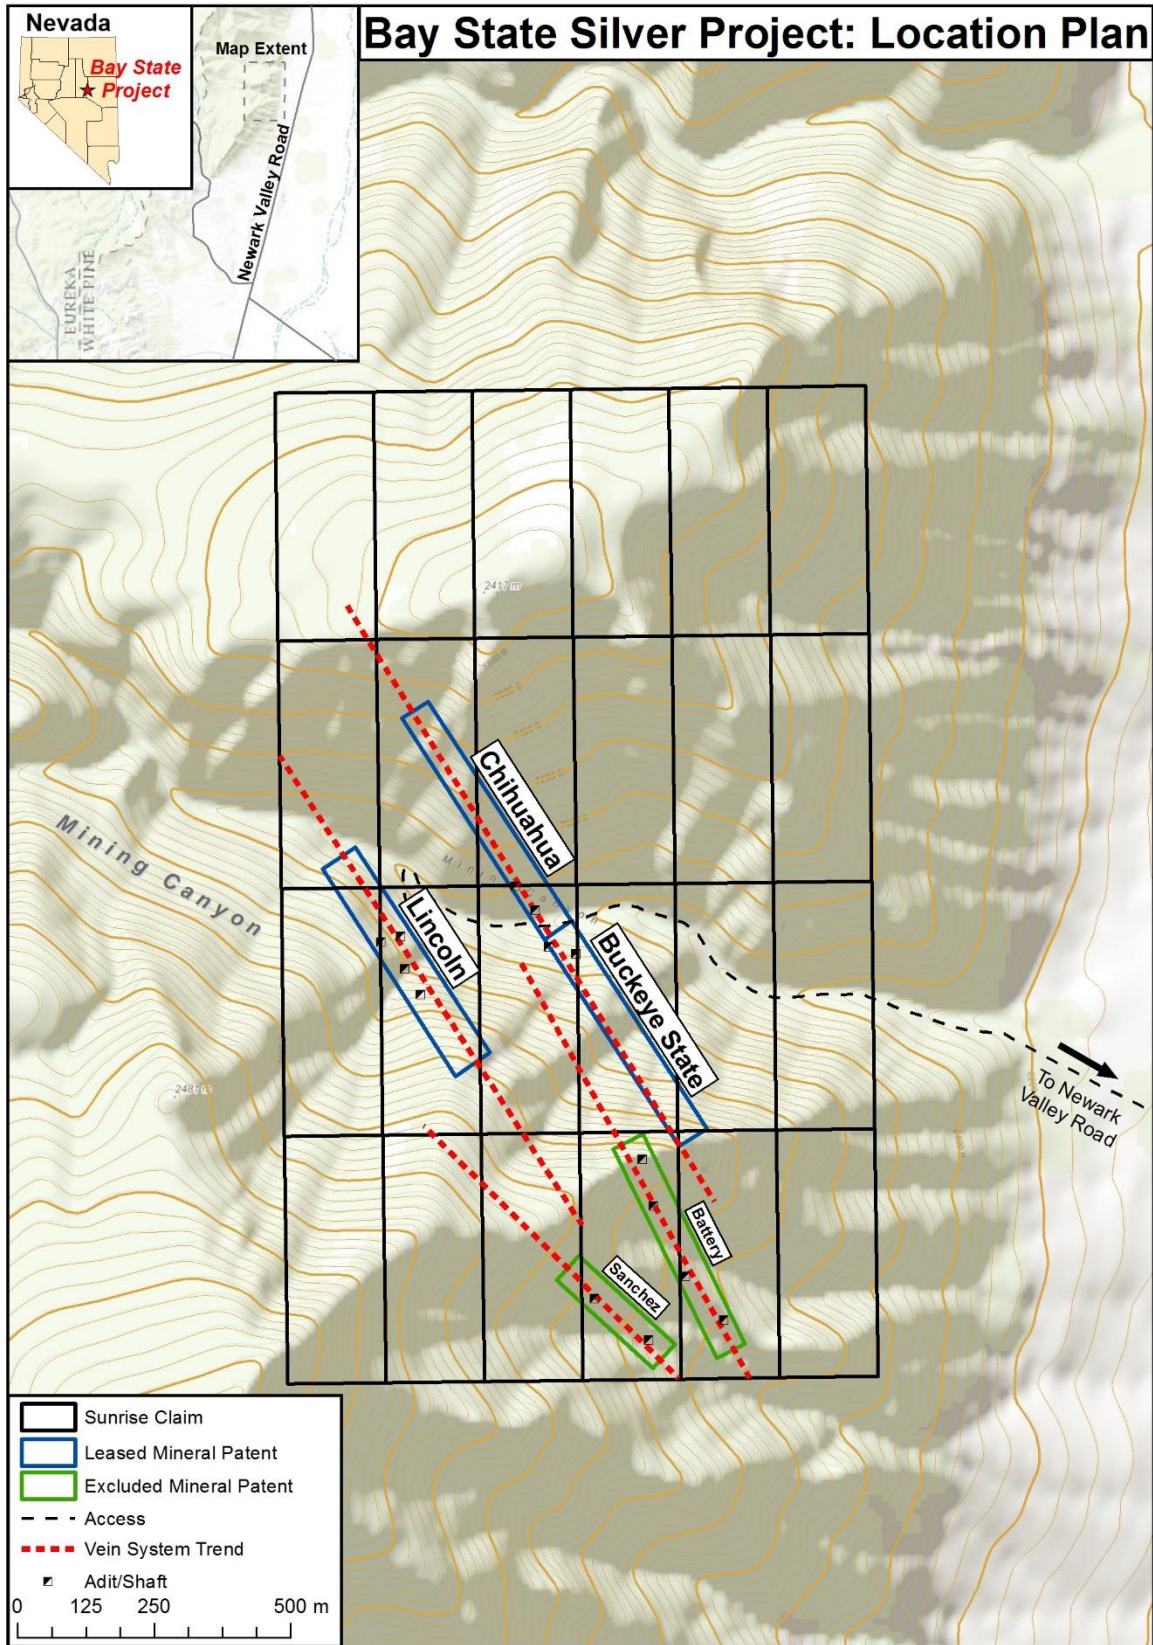 Bay State Silver Project: Location Plan
Nevada
Bay State
Project
Map Extent
Newark Valley Road
EUREKA
WHITE PINE
2417 m
Chihuahua
Mining Canyon
Lincoln
Buckeye State
2481 m
To Newark
Valley Road
Battery
Sanchez
Sunrise Claim
Leased Mineral Patent
Excluded Mineral Patent
Access
Vein System Trend
Adit/Shaft
0 125 250 500 m